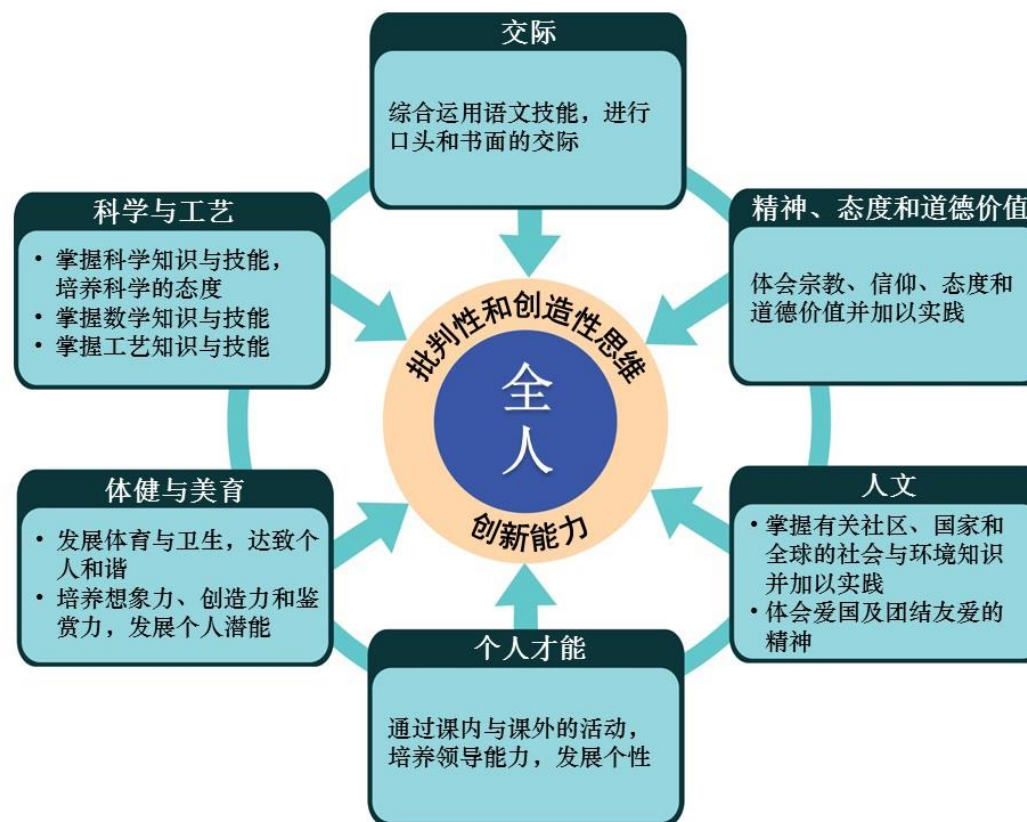 交际
综合运用语文技能，进行
口头和书面的交际
科学与工艺
• 掌握科学知识与技能，
培养科学的态度
• 掌握数学知识与技能
• 掌握工艺知识与技能
精神、态度和道德价值
体会宗教、信仰、态度和
道德价值并加以实践
批判性和创造性思维
全
人
创新能力
体健与美育
• 发展体育与卫生，达致个
人和谐
• 培养想象力、创造力和鉴
赏力，发展个人潜能
人文
• 掌握有关社区、国家和
全球的社会与环境知识
并加以实践
• 体会爱国及团结友爱的
精神
个人才能
通过课内与课外的活动，
培养领导能力，发展个性